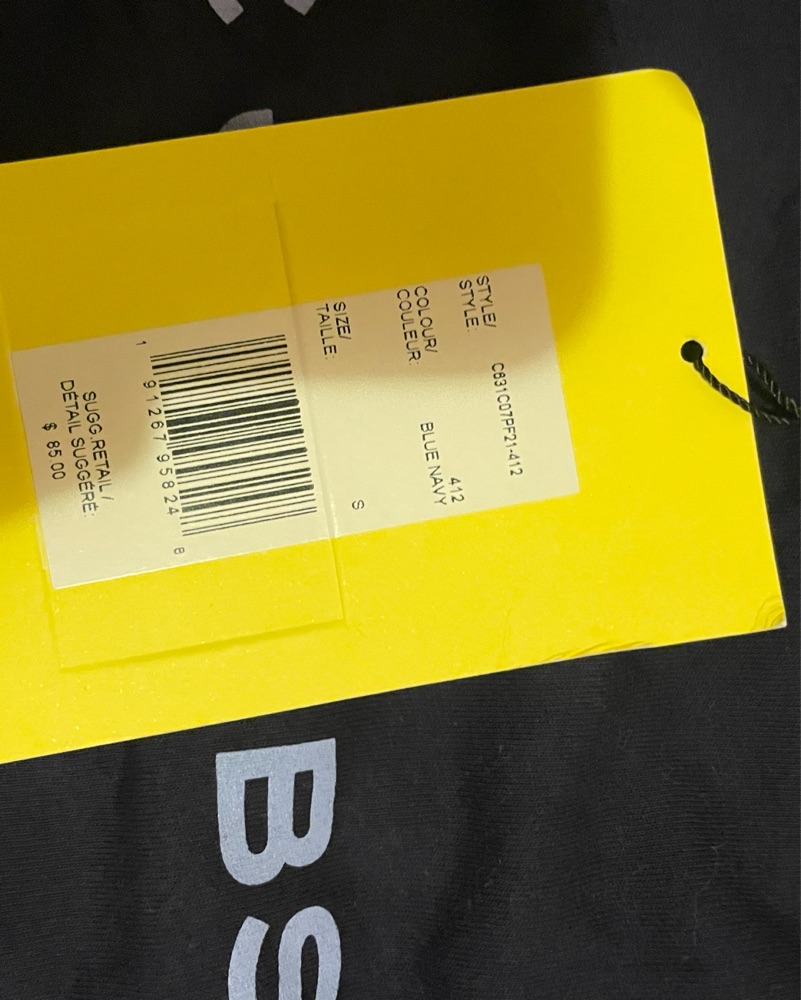 STYLE/
STYLE:
C631C07PF21-412
COLOUR/
COULEUR:
412
BLUE NAVY
SIZE/
TAILLE:
S
1 91267 95824 8
SUGG.RETAIL /
DÉTAIL SUGGÉRÉ:
$ 85.00
BS